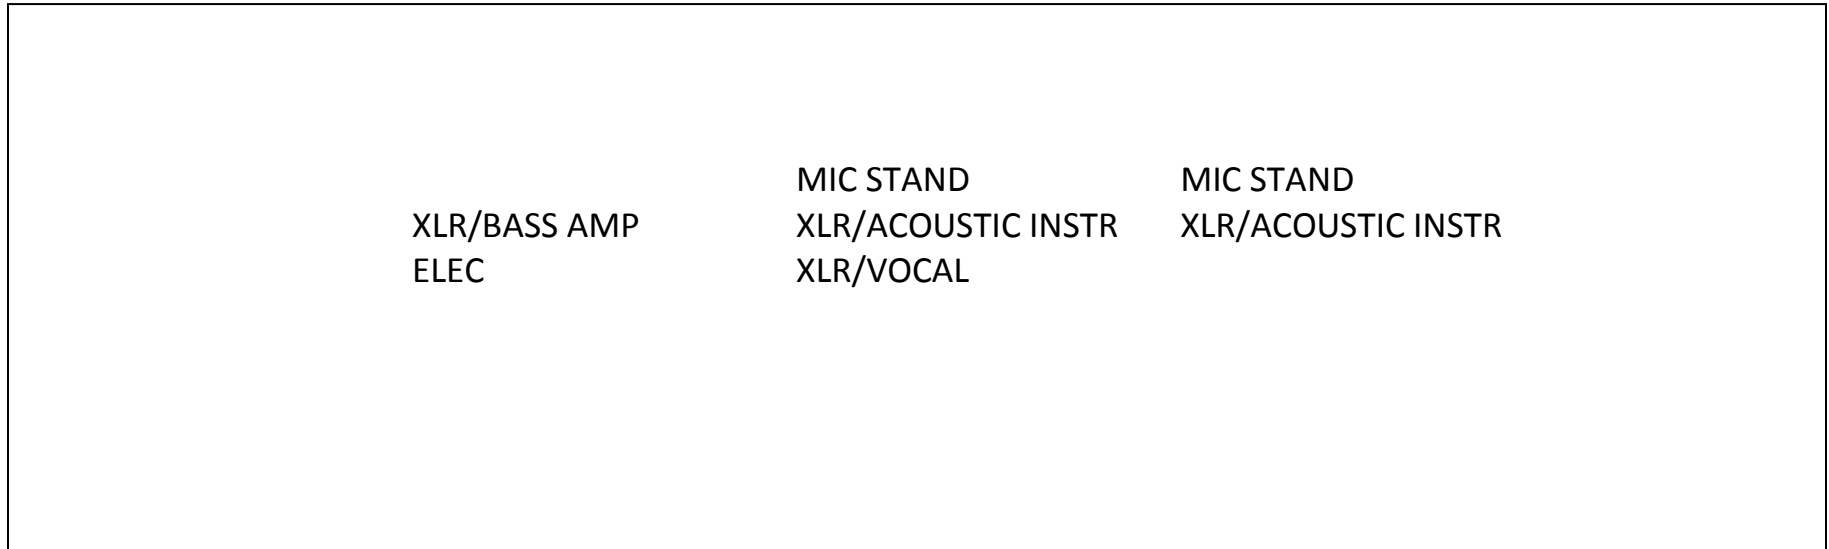 MIC STAND MIC STAND
XLR/BASS AMP XLR/ACOUSTIC INSTR XLR/ACOUSTIC INSTR
ELEC XLR/VOCAL